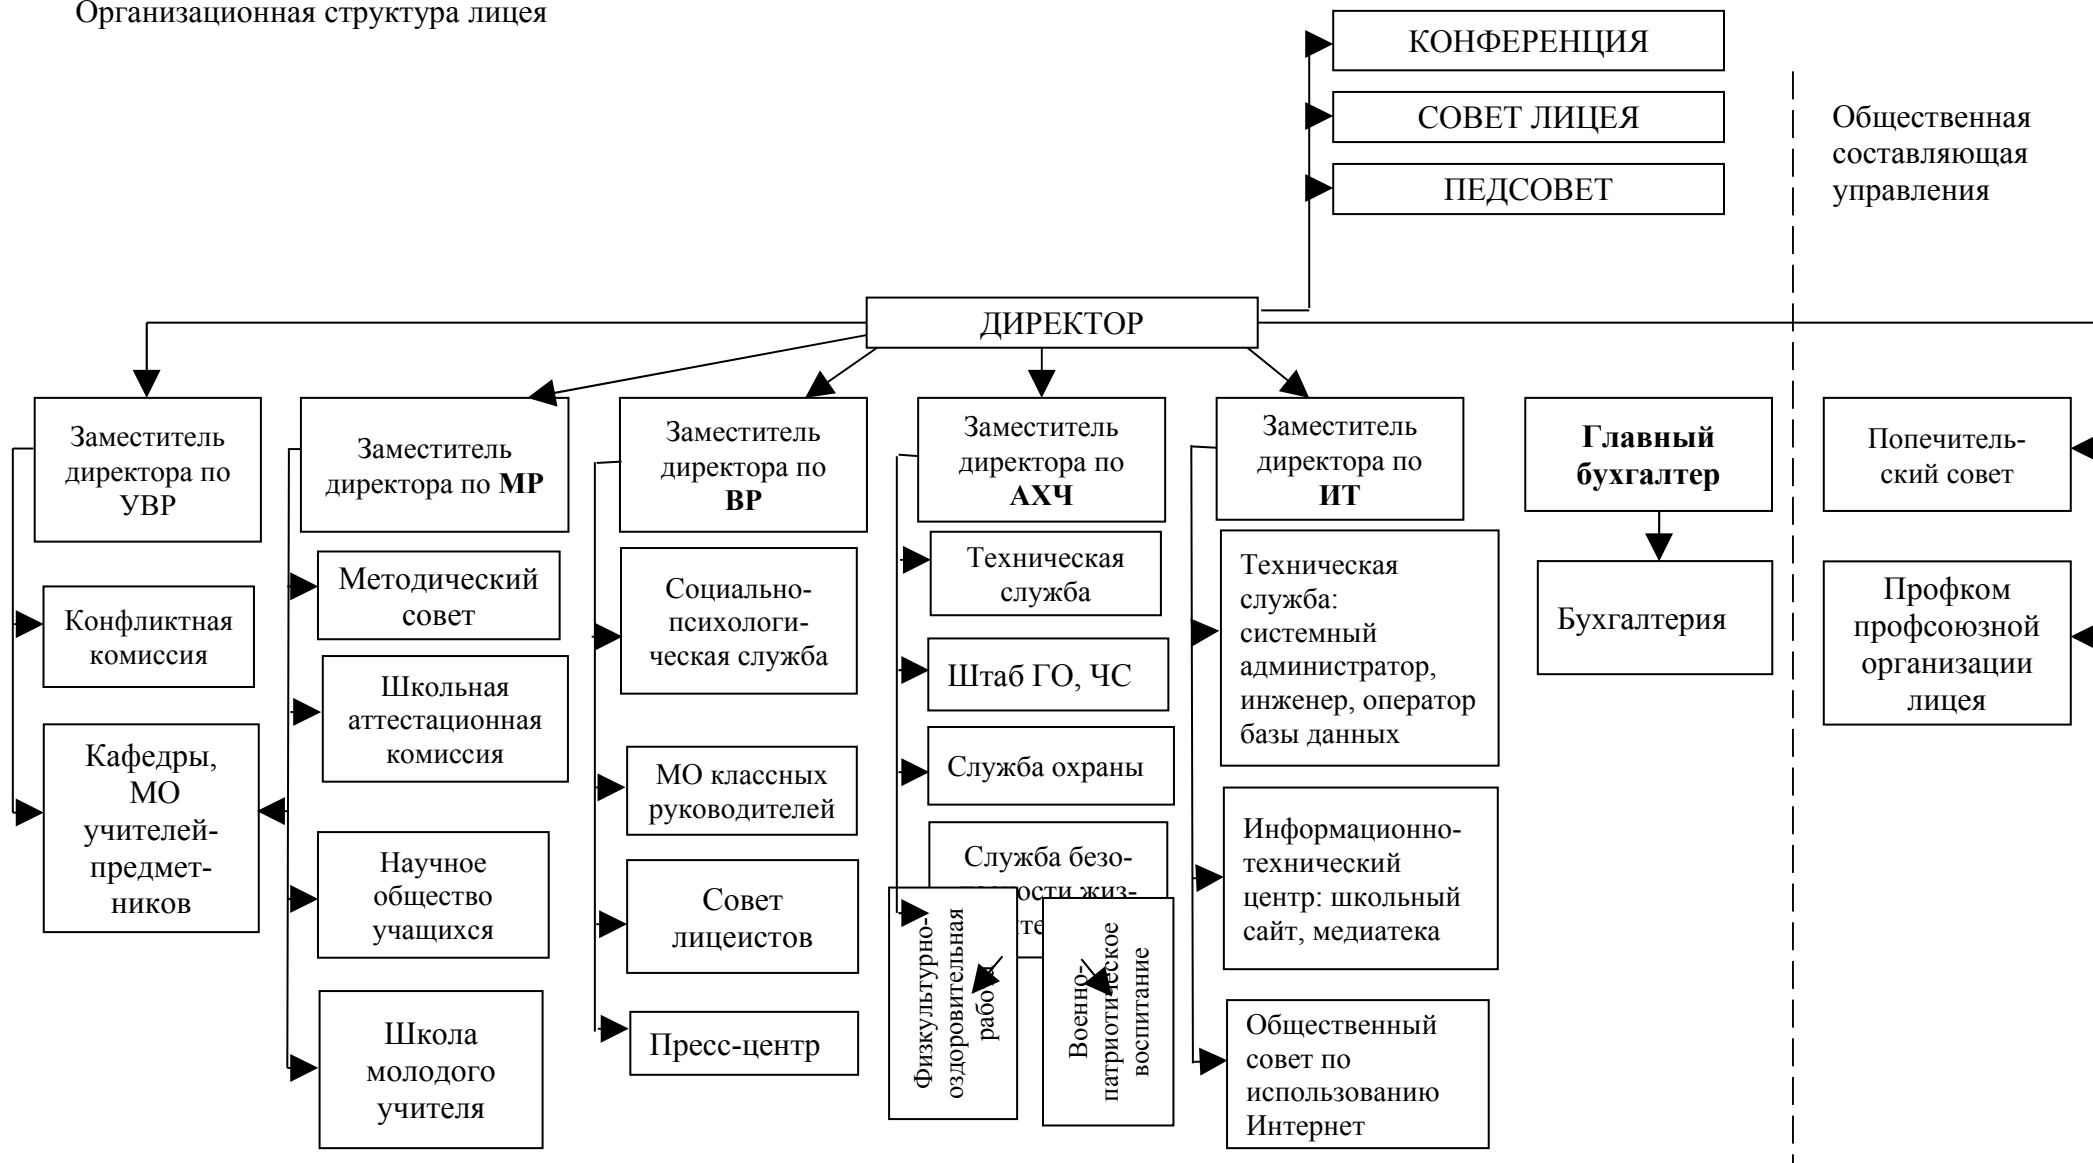 Организационная структура лицея
КОНФЕРЕНЦИЯ
СОВЕТ ЛИЦЕЯ
ПЕДСОВЕТ
Общественная
составляющая
управления
ДИРЕКТОР
Заместитель
директора по
УВР
Заместитель
директора по МР
Заместитель
директора по
ВР
Заместитель
директора по
АХЧ
Заместитель
директора по
ИТ
Главный
бухгалтер
Попечитель-
ский совет
Конфликтная
комиссия
Кафедры,
МО
учителей-
предмет-
ников
Методический
совет
Школьная
аттестационная
комиссия
Научное
общество
учащихся
Школа
молодого
учителя
Социально-
психологи-
ческая служба
МО классных
руководителей
Совет
лицеистов
Пресс-центр
Техническая
служба
Штаб ГО, ЧС
Служба охраны
Служба безо-
жиз-
Физкультурно-
оздоровительная
работа
Военно-
патриотическое
воспитание
Техническая
служба:
системный
администратор,
инженер, оператор
базы данных
Информационно-
технический
центр: школьный
сайт, медиатека
Общественный
совет по
использованию
Интернет
Бухгалтерия
Профком
профсоюзной
организации
лицея